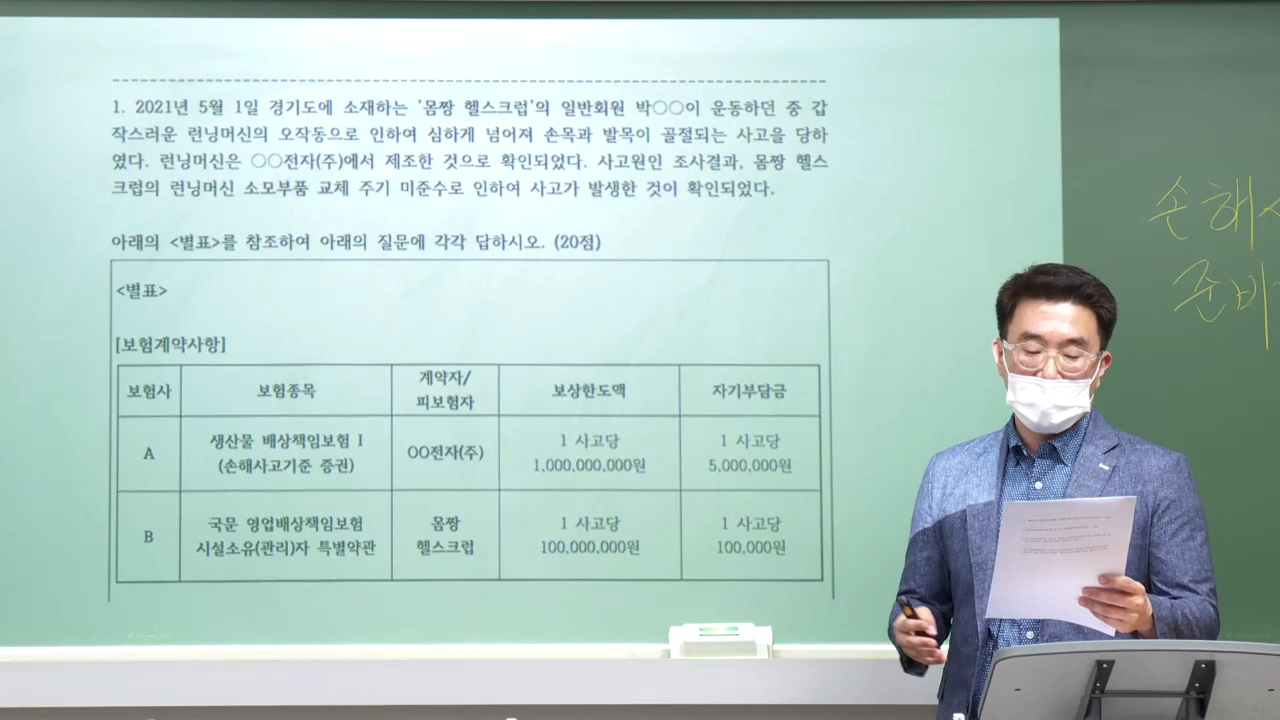 1. 2021년 5월 1일 경기도에 소재하는 '몸짱 헬스크럽'의 일반회원 박○○이 운동하던 중 갑
작스러운 런닝머신의 오작동으로 인하여 심하게 넘어져 손목과 발목이 골절되는 사고를 당하
였다. 런닝머신은 ○○전자(주)에서 제조한 것으로 확인되었다. 사고원인 조사결과, 몸짱 헬스
크럽의 런닝머신 소모부품 교체 주기 미준수로 인하여 사고가 발생한 것이 확인되었다.
아래의 <별표>를 참조하여 아래의 질문에 각각 답하시오. (20점)
<별표>
[보험계약사항]
보험사 보험종목 계약자/ 피보험자 보상한도액 자기부담금
A 생산물 배상책임보험 I (손해사고기준 증권) OO전자(주) 1 사고당 1,000,000,000원 1 사고당 5,000,000원
B 국문 영업배상책임보험 시설소유(관리)자 특별약관 몸짱 헬스크럽 1 사고당 100,000,000원 1 사고당 100,000원
손해
준비